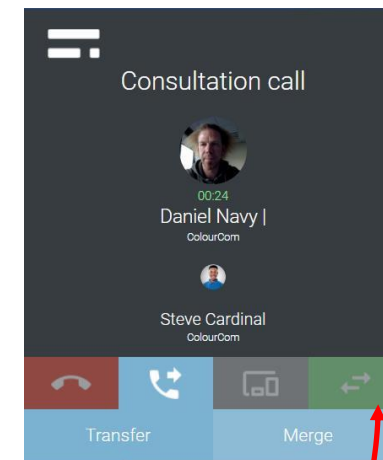 Consultation call
00:24
Daniel Navy |
ColourCom
Steve Cardinal
ColourCom
Transfer Merge